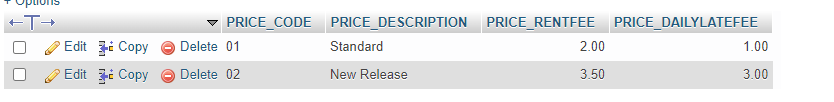 + Options
←T→ PRICE_CODE PRICE_DESCRIPTION PRICE_RENTFEE PRICE_DAILYLATEFEE
Edit Copy Delete 01 Standard 2.00 1.00
Edit Copy Delete 02 New Release 3.50 3.00